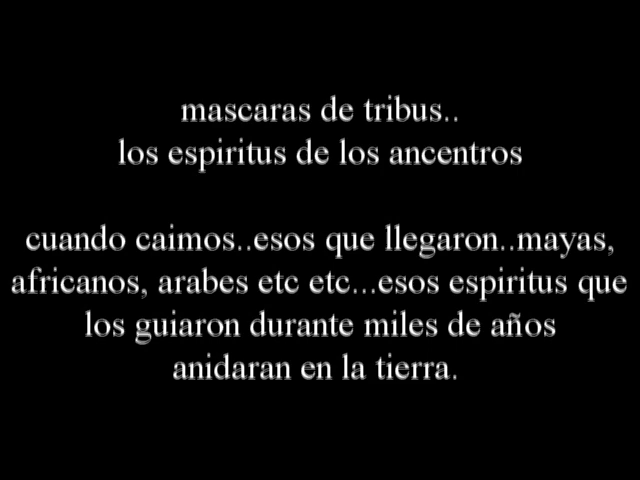 mascaras de tribus..
los espiritus de los ancentros
cuando caimos..esos que llegaron..mayas,
africanos, arabes etc etc...esos espiritus que
los guiaron durante miles de años
anidaran en la tierra.